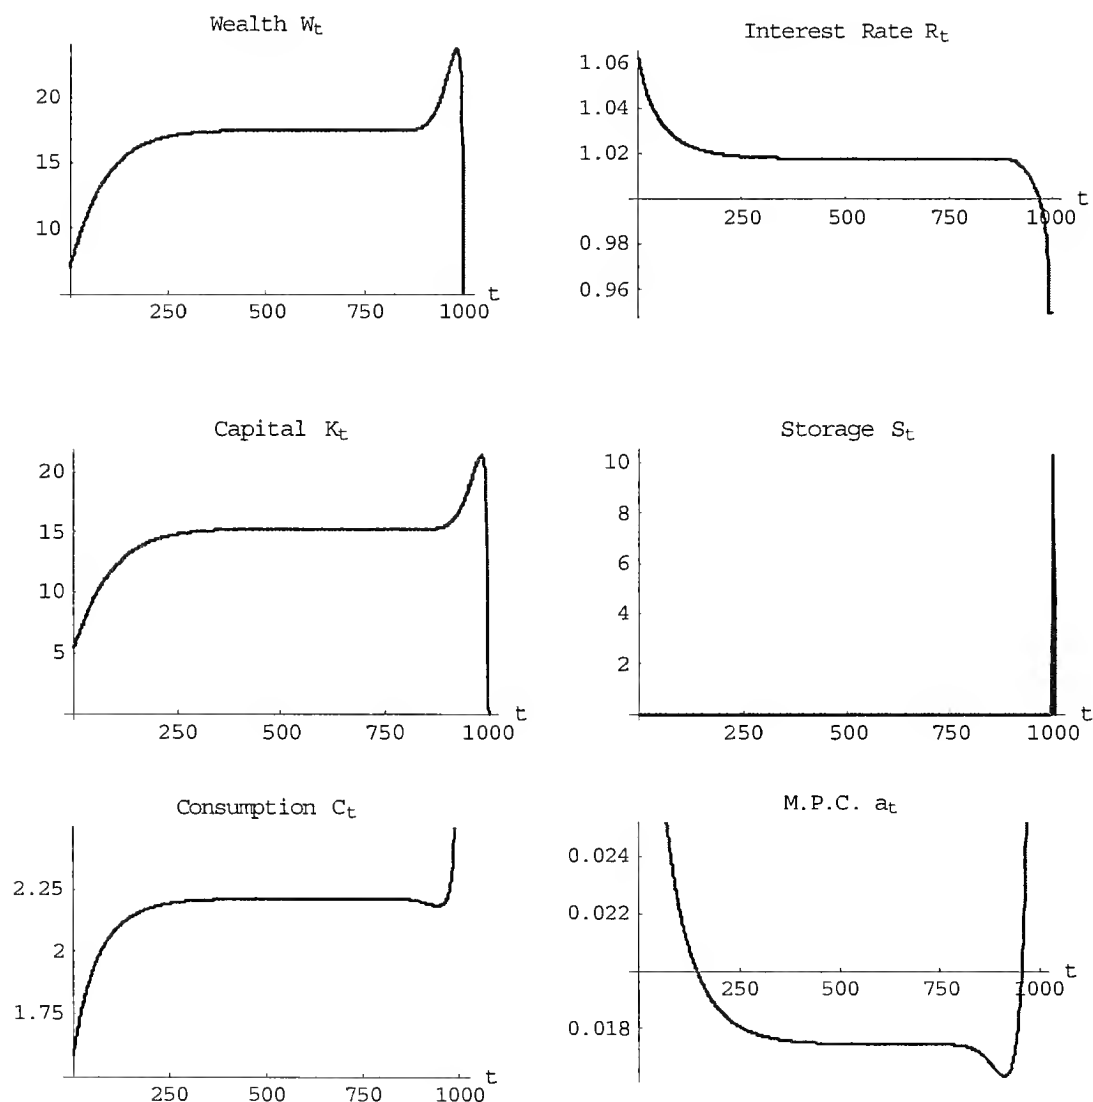 Wealth Wt
20
15
10
250 500 750 1000 t
Interest Rate Rt
1.06
1.04
1.02
0.98
0.96
250 500 750 1000 t
Capital Kt
20
15
10
5
250 500 750 1000 t
Storage St
10
8
6
4
2
250 500 750 1000 t
Consumption Ct
2.25
2
1.75
250 500 750 1000 t
M.P.C. at
0.024
0.022
0.018
250 500 750 1000 t